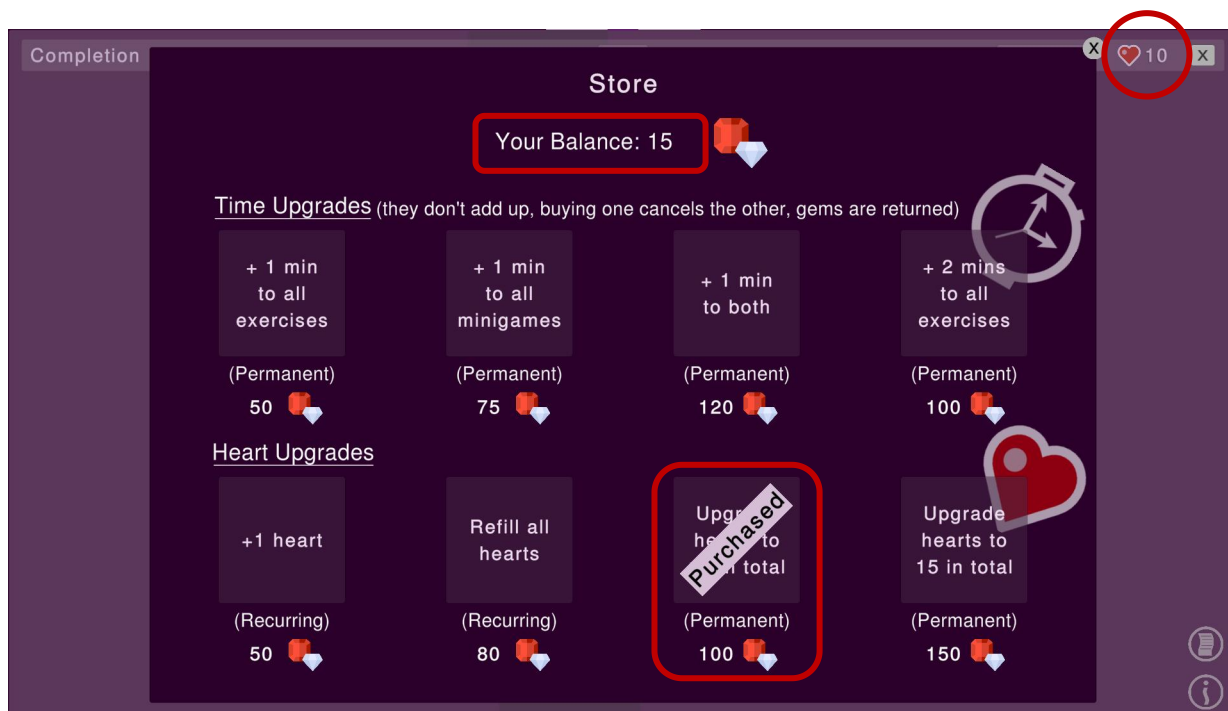 Completion
X
10
X
Store
Your Balance: 15
Time Upgrades (they don't add up, buying one cancels the other, gems are returned)
+ 1 min
to all
exercises
+ 1 min
to all
minigames
+ 1 min
to both
+ 2 mins
to all
exercises
(Permanent)
(Permanent)
(Permanent)
(Permanent)
50
75
120
100
Heart Upgrades
+1 heart
Refill all
hearts
Purchased
to
total
Upgrade
hearts to
15 in total
(Recurring)
(Recurring)
(Permanent)
(Permanent)
50
80
100
150